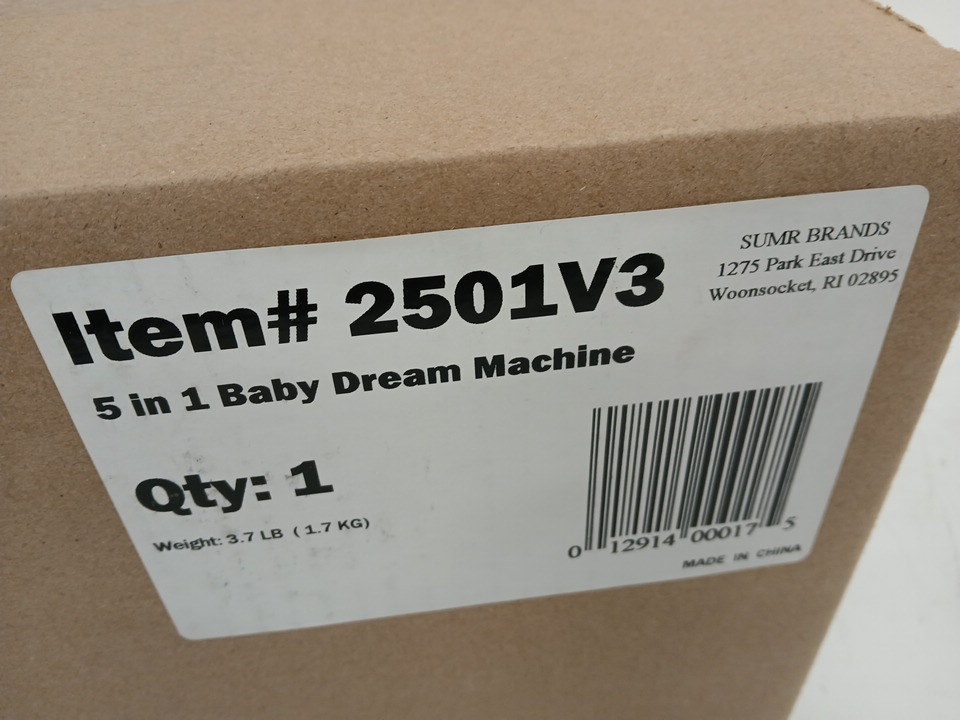 Item# 2501V3
SUMR BRANDS
1275 Park East Drive
Woonsocket, RI 02895
5 in 1 Baby Dream Machine
Qty: 1
Weight: 3.7 LB ( 1.7 KG)
0 12914 00017 5
MADE IN CHINA